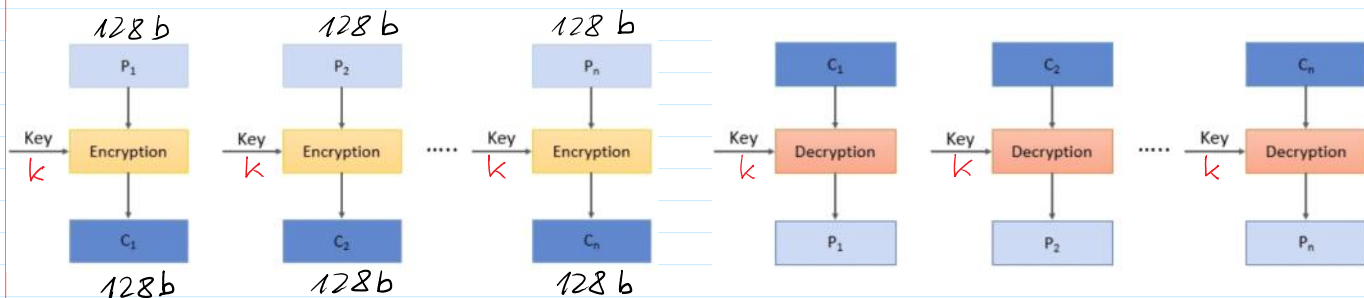 128 b 128 b 128 b
P₁ P₂ Pₙ C₁ C₂ Cₙ
Key Encryption Key Encryption ..... Key Encryption Key Decryption Key Decryption ..... Key Decryption
k k k k k k
C₁ C₂ Cₙ P₁ P₂ Pₙ
128b 128b 128 b